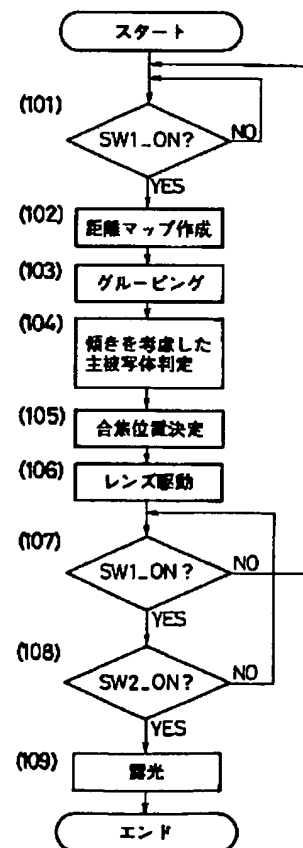 スタート
(101)
SW1_ON?
NO
YES
(102)
距離マップ作成
(103)
グルーピング
(104)
傾きを考慮した
主被写体判定
(105)
合焦位置決定
(106)
レンズ駆動
(107)
SW1_ON?
NO
YES
(108)
SW2_ON?
NO
YES
(109)
露光
エンド